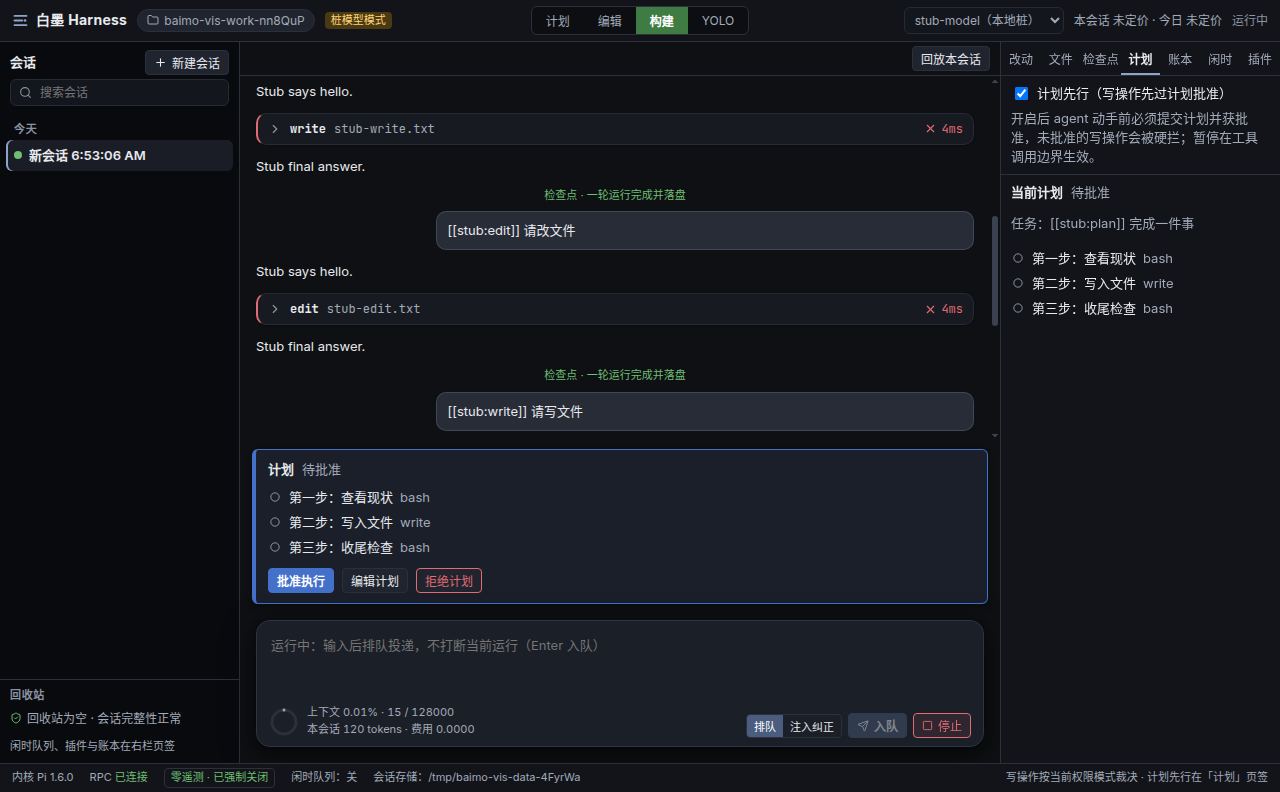 白墨 Harness
baimo-vis-work-nn8QuP
桩模型模式
计划 编辑 构建 YOLO
stub-model（本地桩）
本会话 未定价 · 今日 未定价 运行中
会话
新建会话
搜索会话
今天
新会话 6:53:06 AM
回收站
回收站为空 · 会话完整性正常
闲时队列、插件与账本在右栏页签
回放本会话
Stub says hello.
write stub-write.txt 4ms
Stub final answer.
检查点 · 一轮运行完成并落盘
[[stub:edit]] 请改文件
Stub says hello.
edit stub-edit.txt 4ms
Stub final answer.
检查点 · 一轮运行完成并落盘
[[stub:write]] 请写文件
计划 待批准
第一步：查看现状 bash
第二步：写入文件 write
第三步：收尾检查 bash
批准执行 编辑计划 拒绝计划
运行中：输入后排队投递，不打断当前运行（Enter 入队）
上下文 0.01% · 15 / 128000
本会话 120 tokens · 费用 0.0000
排队 注入纠正 入队 停止
改动 文件 检查点 计划 账本 闲时 插件
计划先行（写操作先过计划批准）
开启后 agent 动手前必须提交计划并获批
准，未批准的写操作会被硬拦；暂停在工具
调用边界生效。
当前计划 待批准
任务：[[stub:plan]] 完成一件事
第一步：查看现状 bash
第二步：写入文件 write
第三步：收尾检查 bash
内核 Pi 1.6.0 RPC 已连接 零遥测 · 已强制关闭 闲时队列：关 会话存储：/tmp/baimo-vis-data-4FyrWa
写操作按当前权限模式裁决 · 计划先行在「计划」页签